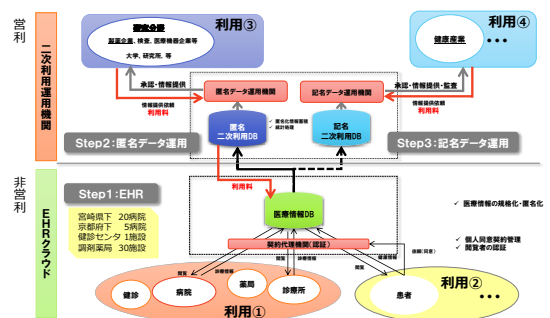 営利
二次利用運用機関
審査分野
製薬企業、検査、医療機器企業等
大学、研究所、等
利用③
利用④
健康産業
・・・
承認・情報提供
承認・情報提供・監査
匿名データ運用機関
記名データ運用機関
情報提供依頼
利用料
情報提供依頼
利用料
匿名
二次利用DB
✓ 匿名化情報蓄積
✓ 統計処理
記名
二次利用DB
Step2:匿名データ運用
Step3:記名データ運用
非営利
EHRクラウド
Step1:EHR
利用料
医療情報DB
✓ 医療情報の規格化・匿名化
宮崎県下 20病院
京都府下 5病院
健診センタ 1施設
調剤薬局 30施設
契約代理機関(認証)
✓ 個人同意契約管理
✓ 閲覧者の認証
閲覧
診療情報
閲覧
診療情報
閲覧
健康情報
依頼(同意)
健診
病院
薬局
診療所
利用①
患者
利用②
・・・